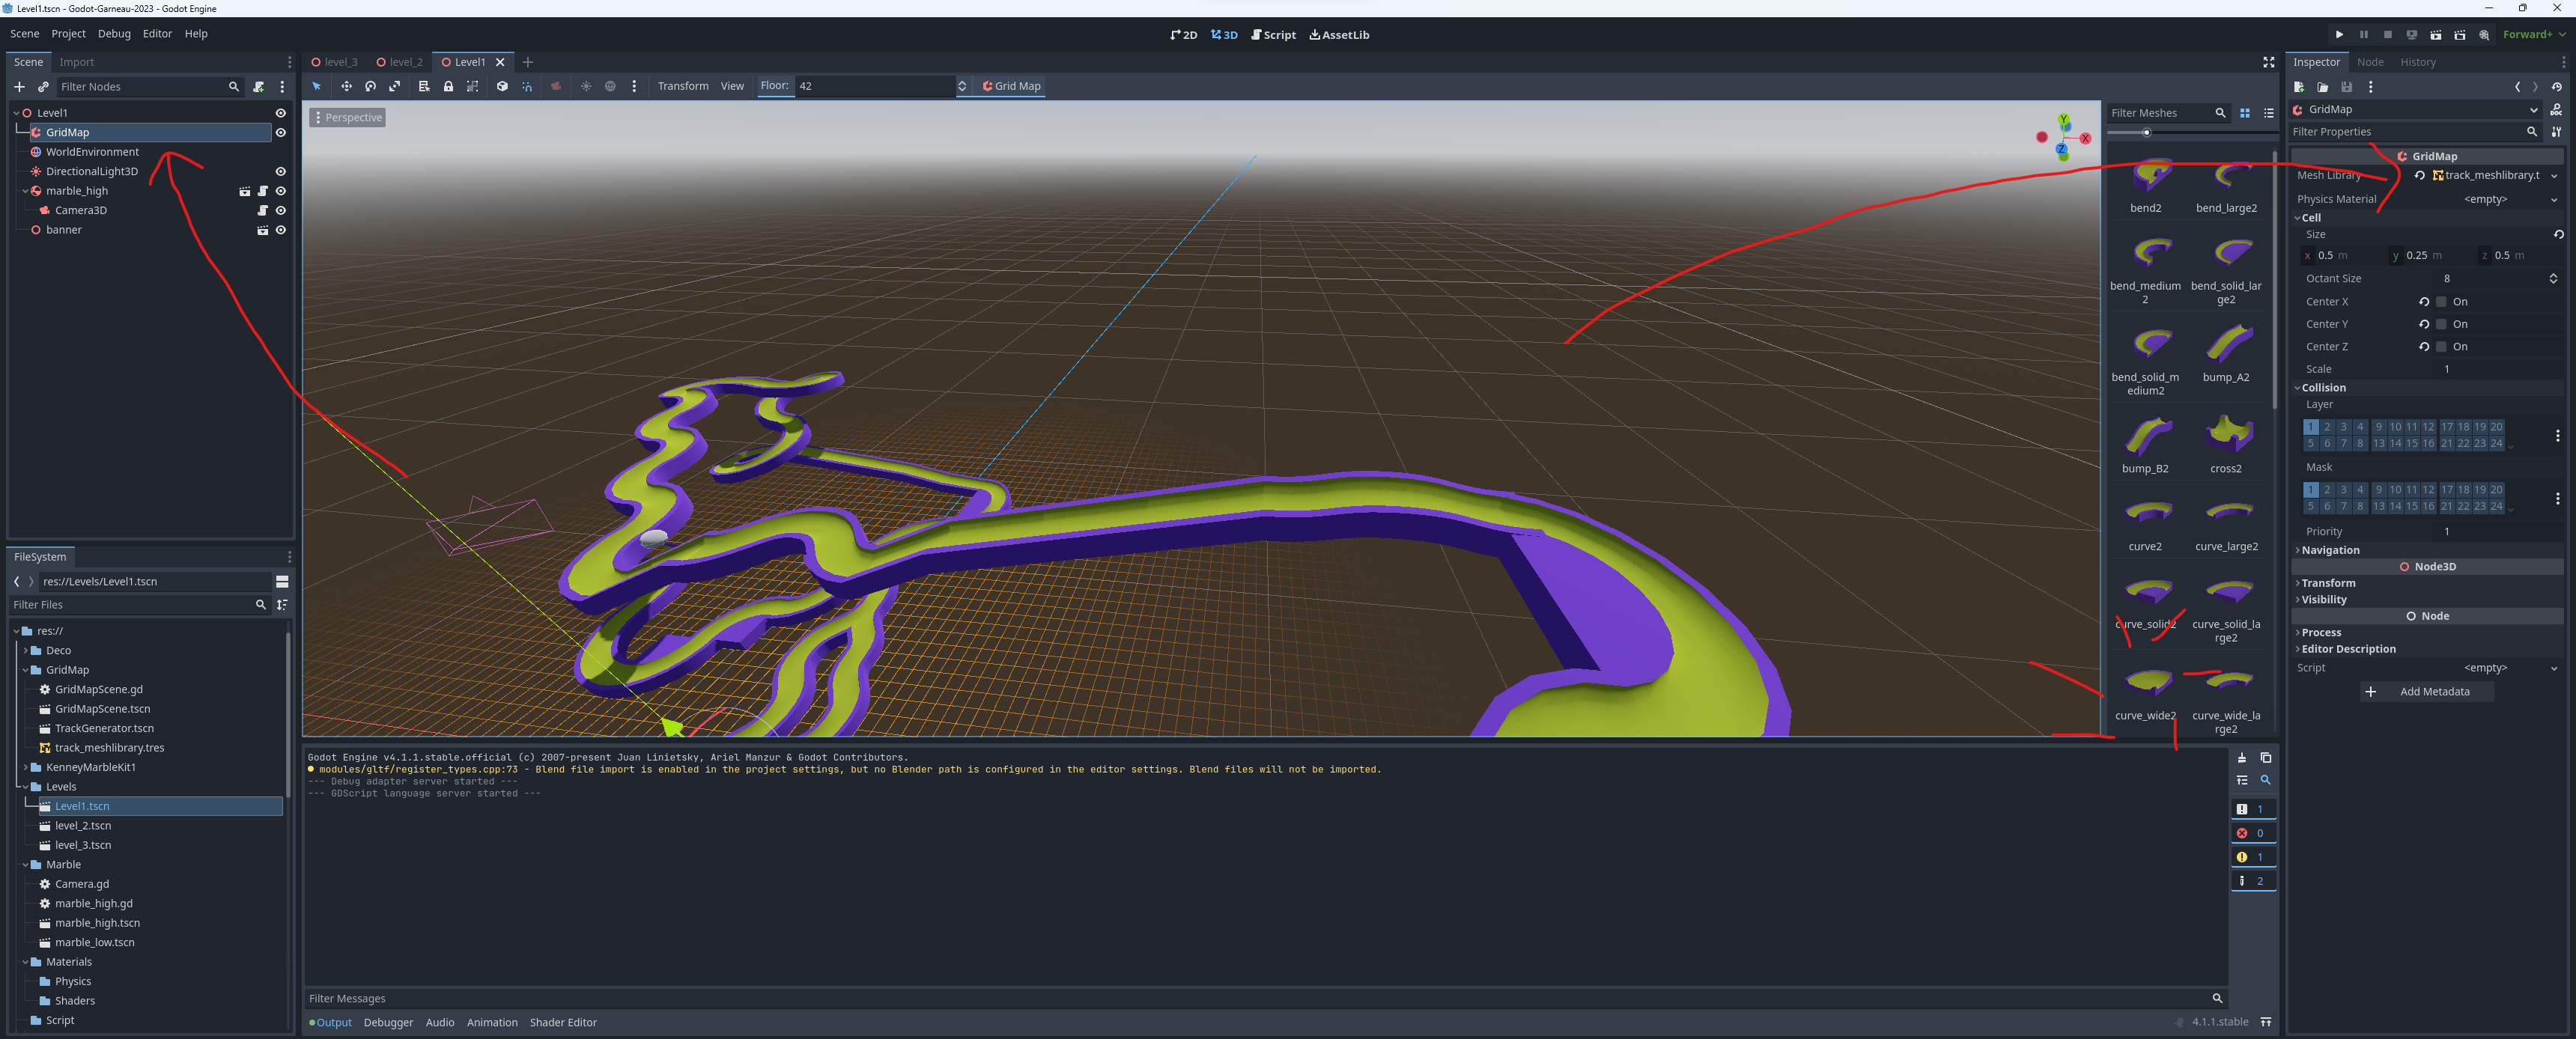 Level1.tscn - Godot-Garneau-2023 - Godot Engine
Scene Project Debug Editor Help
2D 3D Script AssetLib
Forward+
Scene Import
Filter Nodes
Level1
GridMap
WorldEnvironment
DirectionalLight3D
marble_high
Camera3D
banner
FileSystem
res://Levels/Level1.tscn
Filter Files
res://
Deco
GridMap
GridMapScene.gd
GridMapScene.tscn
TrackGenerator.tscn
track_meshlibrary.tres
KenneyMarbleKit1
Levels
Level1.tscn
level_2.tscn
level_3.tscn
Marble
Camera.gd
marble_high.gd
marble_high.tscn
marble_low.tscn
Materials
Physics
Shaders
Script
level_3 level_2 Level1
Transform View Floor: 42 Grid Map
Perspective
Y
X
Z
Filter Meshes
bend2 bend_large2
bend_medium2 bend_solid_large2
bend_solid_medium2 bump_A2
bump_B2 cross2
curve2 curve_large2
curve_solid2 curve_solid_large2
curve_wide2 curve_wide_large2
Godot Engine v4.1.1.stable.official (c) 2007-present Juan Linietsky, Ariel Manzur & Godot Contributors.
modules/gltf/register_types.cpp:73 - Blend file import is enabled in the project settings, but no Blender path is configured in the editor settings. Blend files will not be imported.
--- Debug adapter server started ---
--- GDScript language server started ---
1
0
1
2
Filter Messages
Output Debugger Audio Animation Shader Editor
4.1.1.stable
Inspector Node History
GridMap
Filter Properties
GridMap
Mesh Library track_meshlibrary.t
Physics Material <empty>
Cell
Size
x 0.5 m y 0.25 m z 0.5 m
Octant Size 8
Center X On
Center Y On
Center Z On
Scale 1
Collision
Layer
1 2 3 4 9 10 11 12 17 18 19 20
5 6 7 8 13 14 15 16 21 22 23 24
Mask
1 2 3 4 9 10 11 12 17 18 19 20
5 6 7 8 13 14 15 16 21 22 23 24
Priority 1
Navigation
Node3D
Transform
Visibility
Node
Process
Editor Description
Script <empty>
Add Metadata